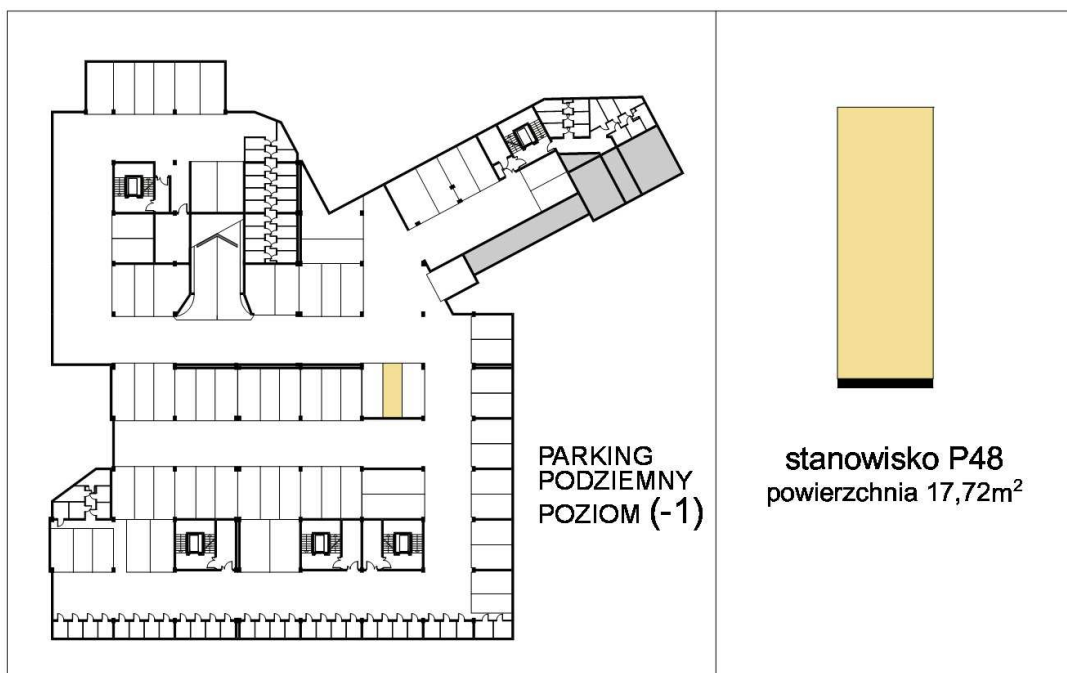 PARKING
PODZIEMNY
POZIOM (-1)
stanowisko P48
powierzchnia 17,72m²